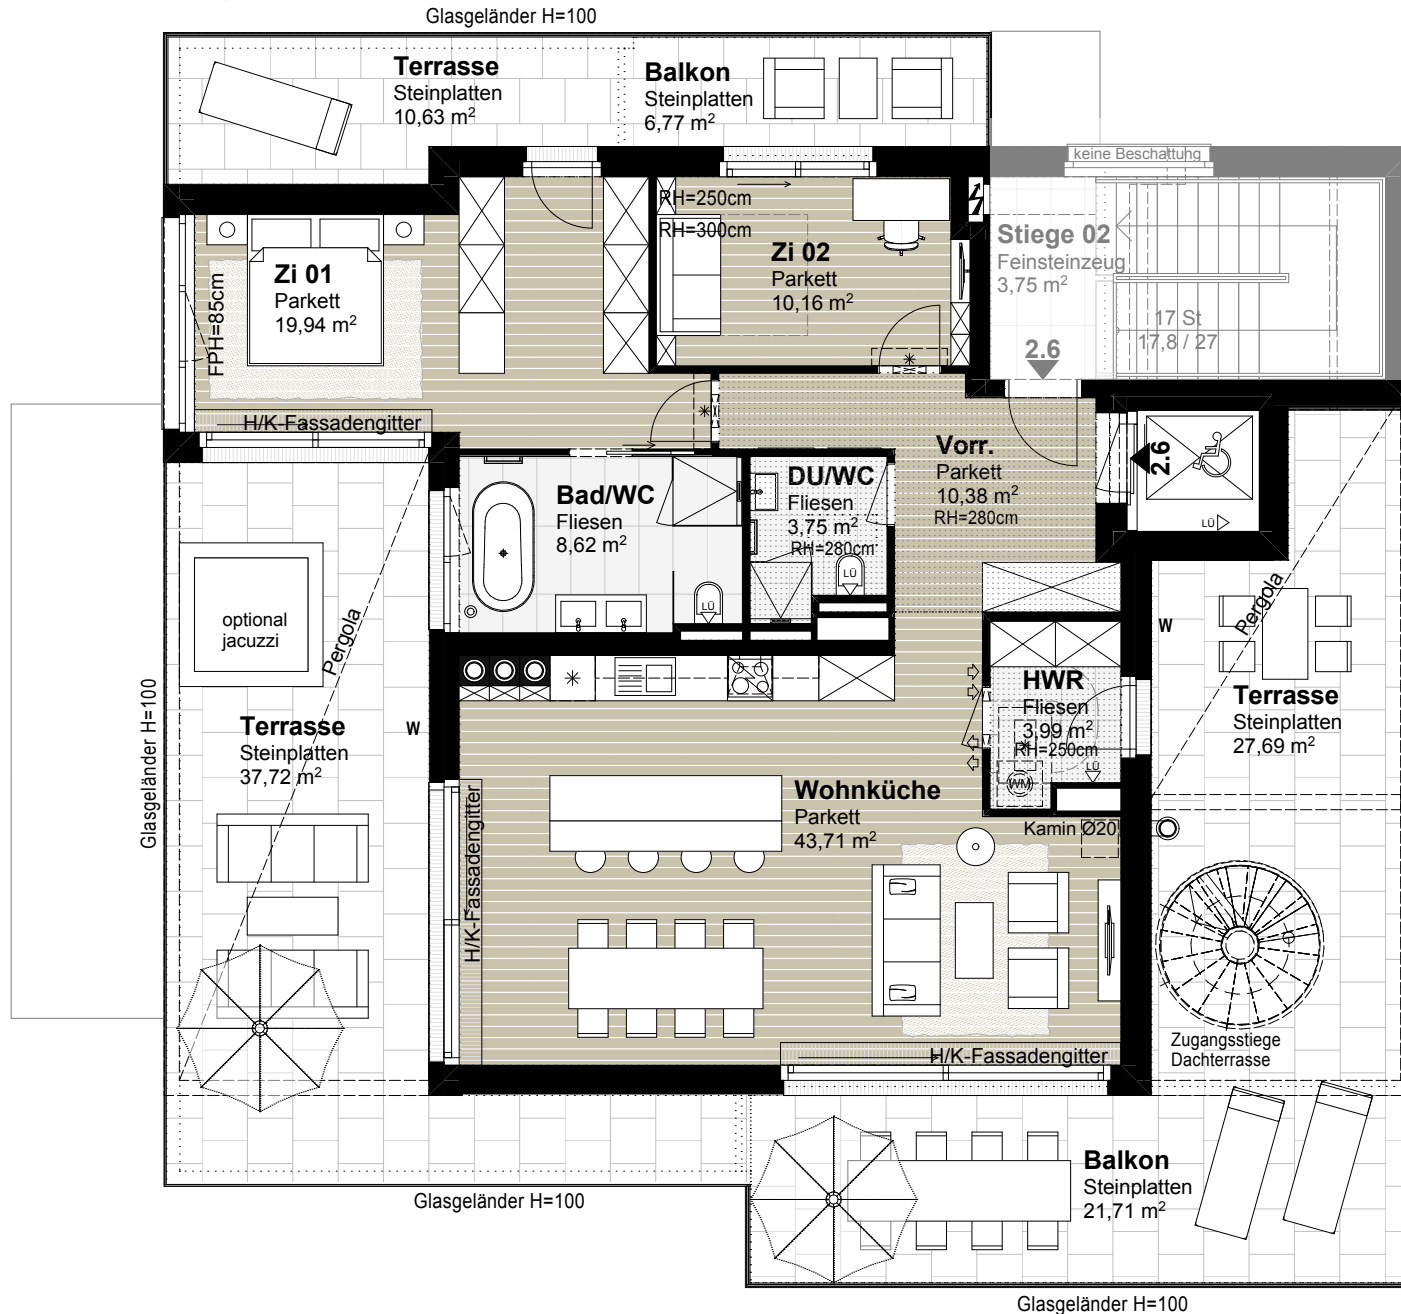 Glasgeländer H=100
Terrasse
Steinplatten
10,63 m²
Balkon
Steinplatten
6,77 m²
keine Beschattung
RH=250cm
RH=300cm
Zi 02
Parkett
10,16 m²
Stiege 02
Feinsteinzeug
3,75 m²
17 St
17,8 / 27
2.6
Zi 01
Parkett
19,94 m²
FPH=85cm
H/K-Fassadengitter
Vorr.
Parkett
10,38 m²
RH=280cm
2.6
LÜ
Bad/WC
Fliesen
8,62 m²
LÜ
DU/WC
Fliesen
3,75 m²
RH=280cm
LÜ
optional
jacuzzi
Pergola
Glasgeländer H=100
Terrasse
Steinplatten
37,72 m²
W
HWR
Fliesen
3,99 m²
RH=250cm
LÜ
WM
W
Pergola
Terrasse
Steinplatten
27,69 m²
Wohnküche
Parkett
43,71 m²
Kamin Ø20
H/K-Fassadengitter
H/K-Fassadengitter
Zugangsstiege
Dachterrasse
Balkon
Steinplatten
21,71 m²
Glasgeländer H=100
Glasgeländer H=100